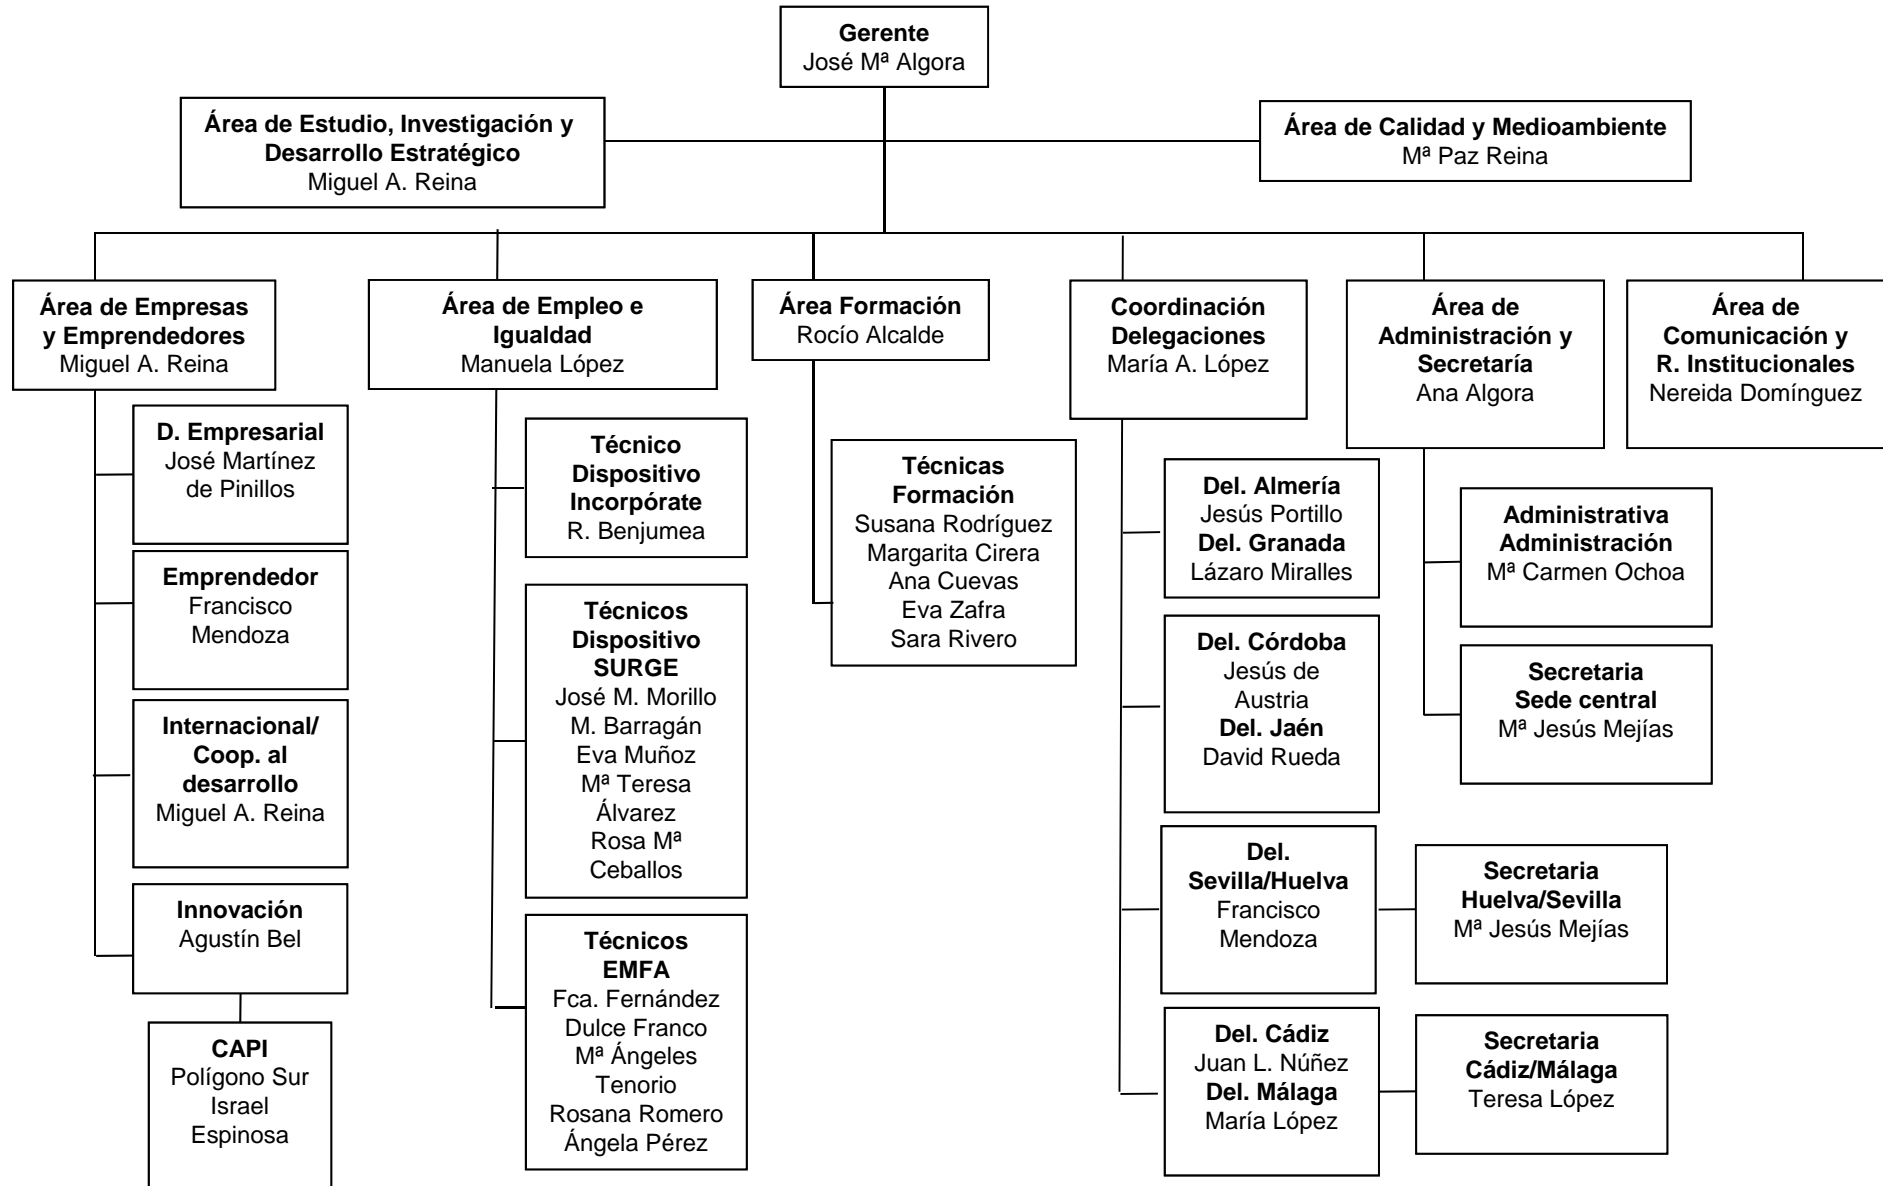 Gerente
José Mª Algora
Área de Estudio, Investigación y
Desarrollo Estratégico
Miguel A. Reina
Área de Calidad y Medioambiente
Mª Paz Reina
Área de Empresas
y Emprendedores
Miguel A. Reina
Área de Empleo e
Igualdad
Manuela López
Área Formación
Rocío Alcalde
Coordinación
Delegaciones
María A. López
Área de
Administración y
Secretaría
Ana Algora
Área de
Comunicación y
R. Institucionales
Nereida Domínguez
D. Empresarial
José Martínez
de Pinillos
Emprendedor
Francisco
Mendoza
Internacional/
Coop. al
desarrollo
Miguel A. Reina
Innovación
Agustín Bel
CAPI
Polígono Sur
Israel
Espinosa
Técnico
Dispositivo
Incorpórate
R. Benjumea
Técnicos
Dispositivo
SURGE
José M. Morillo
M. Barragán
Eva Muñoz
Mª Teresa
Álvarez
Rosa Mª
Ceballos
Técnicos
EMFA
Fca. Fernández
Dulce Franco
Mª Ángeles
Tenorio
Rosana Romero
Ángela Pérez
Técnicas
Formación
Susana Rodríguez
Margarita Cirera
Ana Cuevas
Eva Zafra
Sara Rivero
Del. Almería
Jesús Portillo
Del. Granada
Lázaro Miralles
Del. Córdoba
Jesús de
Austria
Del. Jaén
David Rueda
Del.
Sevilla/Huelva
Francisco
Mendoza
Secretaria
Huelva/Sevilla
Mª Jesús Mejías
Del. Cádiz
Juan L. Núñez
Del. Málaga
María López
Secretaria
Cádiz/Málaga
Teresa López
Administrativa
Administración
Mª Carmen Ochoa
Secretaria
Sede central
Mª Jesús Mejías